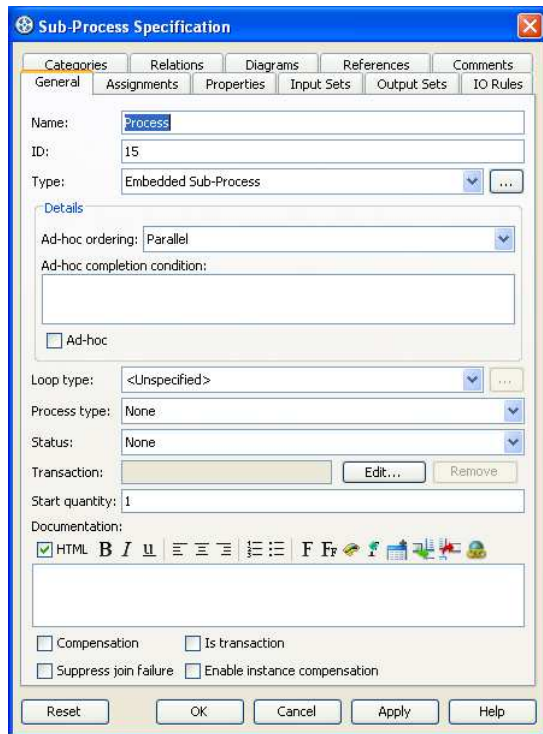 Sub-Process Specification
Categories Relations Diagrams References Comments
General Assignments Properties Input Sets Output Sets IO Rules
Name: Process
ID: 15
Type: Embedded Sub-Process ...
Details
Ad-hoc ordering: Parallel
Ad-hoc completion condition:
Ad-hoc
Loop type: <Unspecified> ...
Process type: None
Status: None
Transaction: Edit... Remove
Start quantity: 1
Documentation:
HTML B I u F FF
Compensation Is transaction
Suppress join failure Enable instance compensation
Reset OK Cancel Apply Help